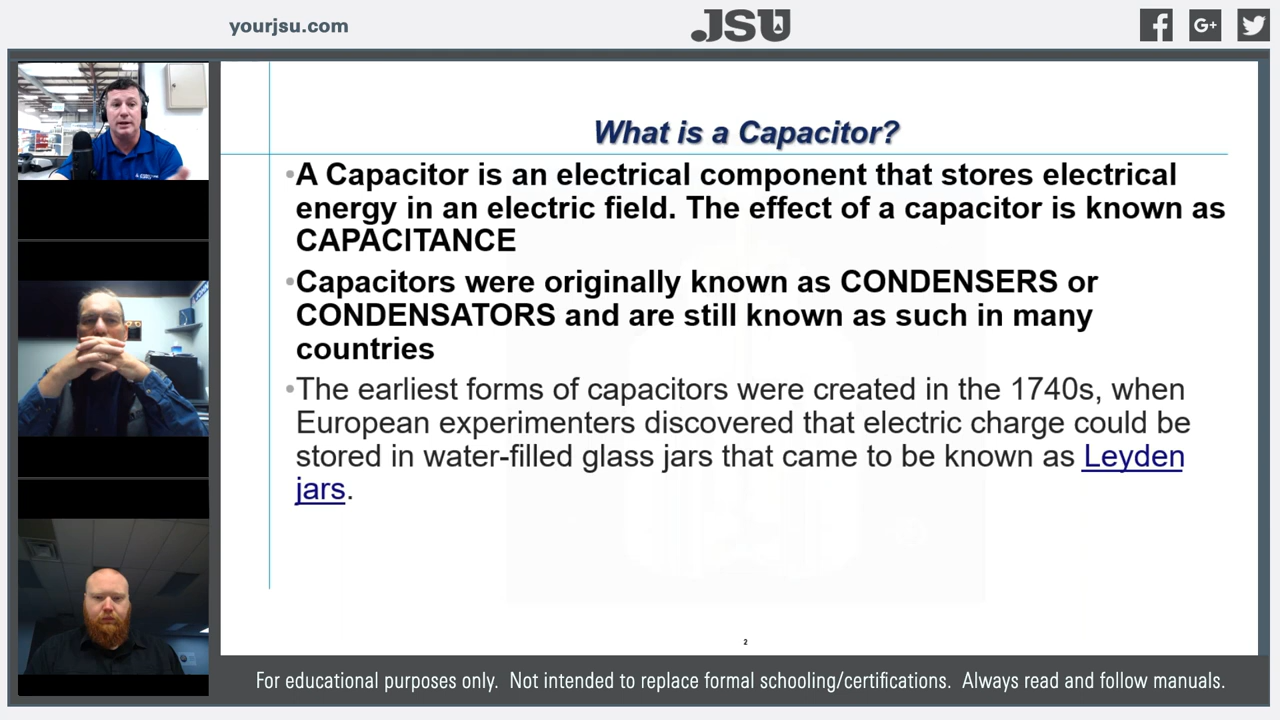 yourjsu.com
JSU
G+
What is a Capacitor?
•A Capacitor is an electrical component that stores electrical
energy in an electric field. The effect of a capacitor is known as
CAPACITANCE
•Capacitors were originally known as CONDENSERS or
CONDENSATORS and are still known as such in many
countries
•The earliest forms of capacitors were created in the 1740s, when
European experimenters discovered that electric charge could be
stored in water-filled glass jars that came to be known as Leyden
jars.
2
For educational purposes only. Not intended to replace formal schooling/certifications. Always read and follow manuals.